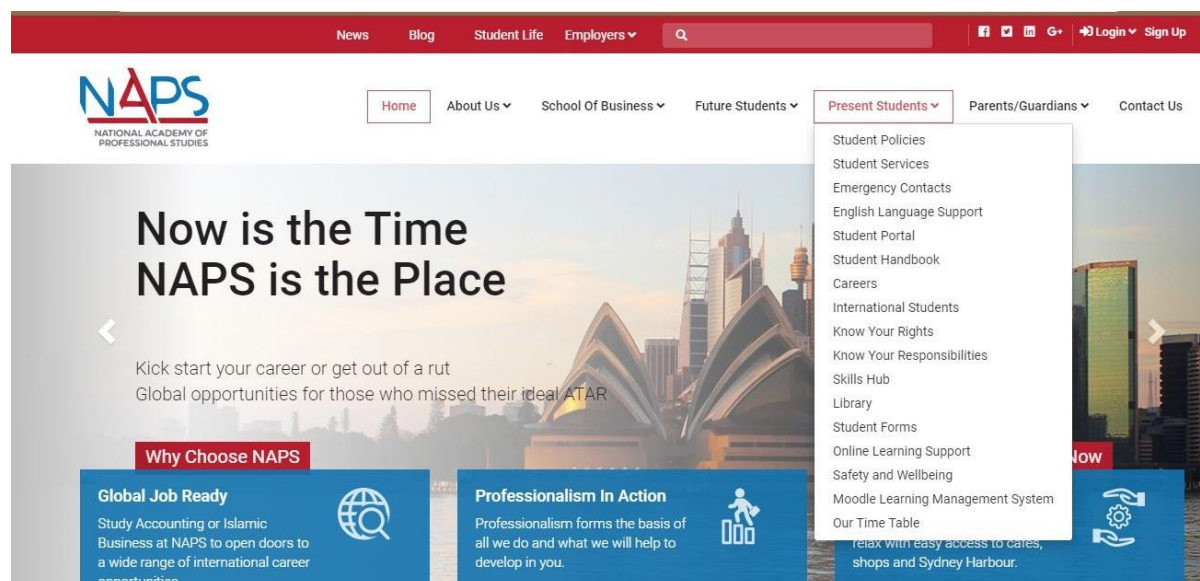 News Blog Student Life Employers
G+ Login Sign Up
NAPS
NATIONAL ACADEMY OF
PROFESSIONAL STUDIES
Home About Us School Of Business Future Students Present Students Parents/Guardians Contact Us
Student Policies
Student Services
Emergency Contacts
English Language Support
Student Portal
Student Handbook
Careers
International Students
Know Your Rights
Know Your Responsibilities
Skills Hub
Library
Student Forms
Online Learning Support
Safety and Wellbeing
Moodle Learning Management System
Our Time Table
Now is the Time
NAPS is the Place
Kick start your career or get out of a rut
Global opportunities for those who missed their ideal ATAR
Why Choose NAPS
Global Job Ready
Study Accounting or Islamic
Business at NAPS to open doors to
a wide range of international career
opportunities
Professionalism In Action
Professionalism forms the basis of
all we do and what we will help to
develop in you.
Now
relax with easy access to cafes,
shops and Sydney Harbour.